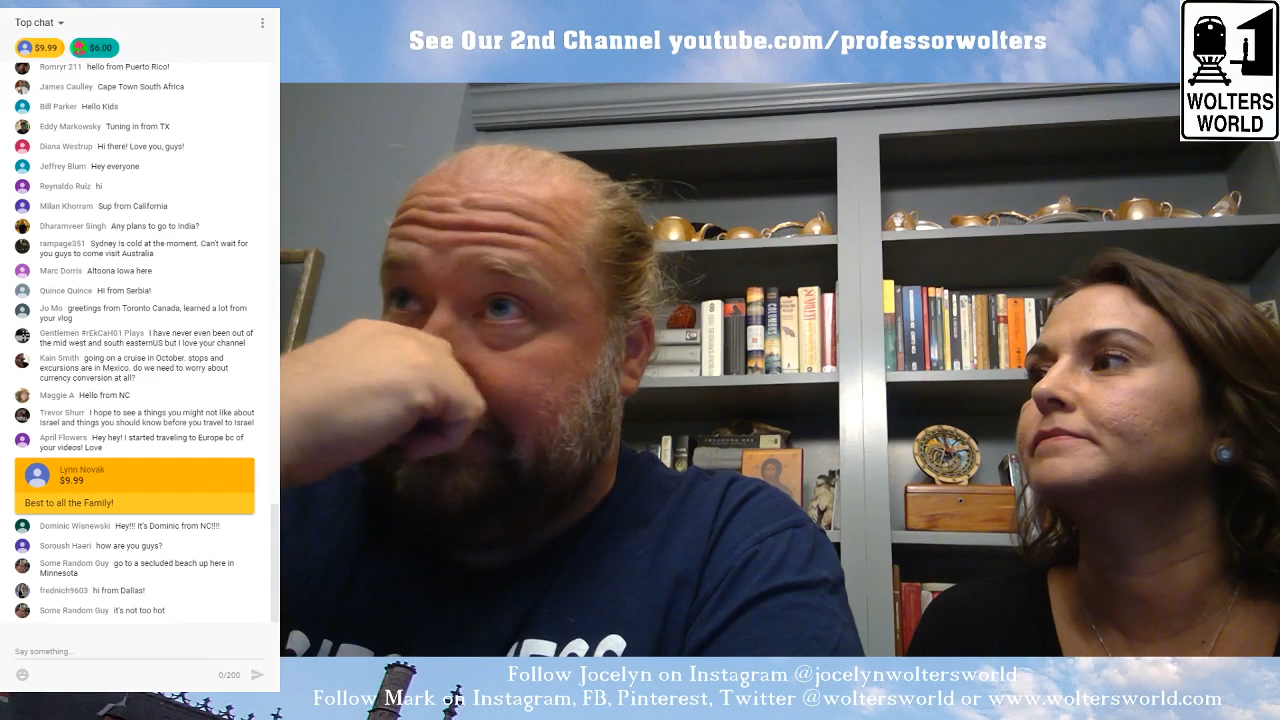 Top chat
$9.99 $6.00
Romryr 211 hello from Puerto Rico!
James Caulley Cape Town South Africa
Bill Parker Hello Kids.
Eddy Markowsky Tuning in from TX
Diana Westrup Hi there! Love you, guys!
Jeffrey Blum Hey everyone
Reynaldo Ruiz hi
Milan Khorram Sup from California
Dharamveer Singh Any plans to go to India?
rampage351 Sydney Is cold at the moment. Can't wait for
you guys to come visit Australia
Marc Dorris Altoona Iowa here
Quince Quince Hi from Serbia!
Jo Mo greetings from Toronto Canada, learned a lot from
your vlog
Gentlemen #rEkCaH01 Plays I have never even been out of
the mid west and south easternUS but I love your channel
Kain Smith going on a cruise in October. stops and
excursions are in Mexico. do we need to worry about
currency conversion at all?
Maggie A Hello from NC
Trevor Shurr I hope to see a things you might not like about
Israel and things you should know before you travel to Israel
April Flowers Hey hey! I started traveling to Europe bc of
your videos! Love
Lynn Novak
$9.99
Best to all the Family!
Dominic Wisnewski Hey!!! It's Dominic from NC!!!!
Soroush Haeri how are you guys?
Some Random Guy go to a secluded beach up here in
Minnesota
frednich9603 hi from Dallas!
Some Random Guy it's not too hot
Say something...
0/200
See Our 2nd Channel youtube.com/professorwolters
WOLTERS
WORLD
Follow Jocelyn on Instagram @jocelynwoltersworld
Follow Mark on Instagram, FB, Pinterest, Twitter @woltersworld or www.woltersworld.com